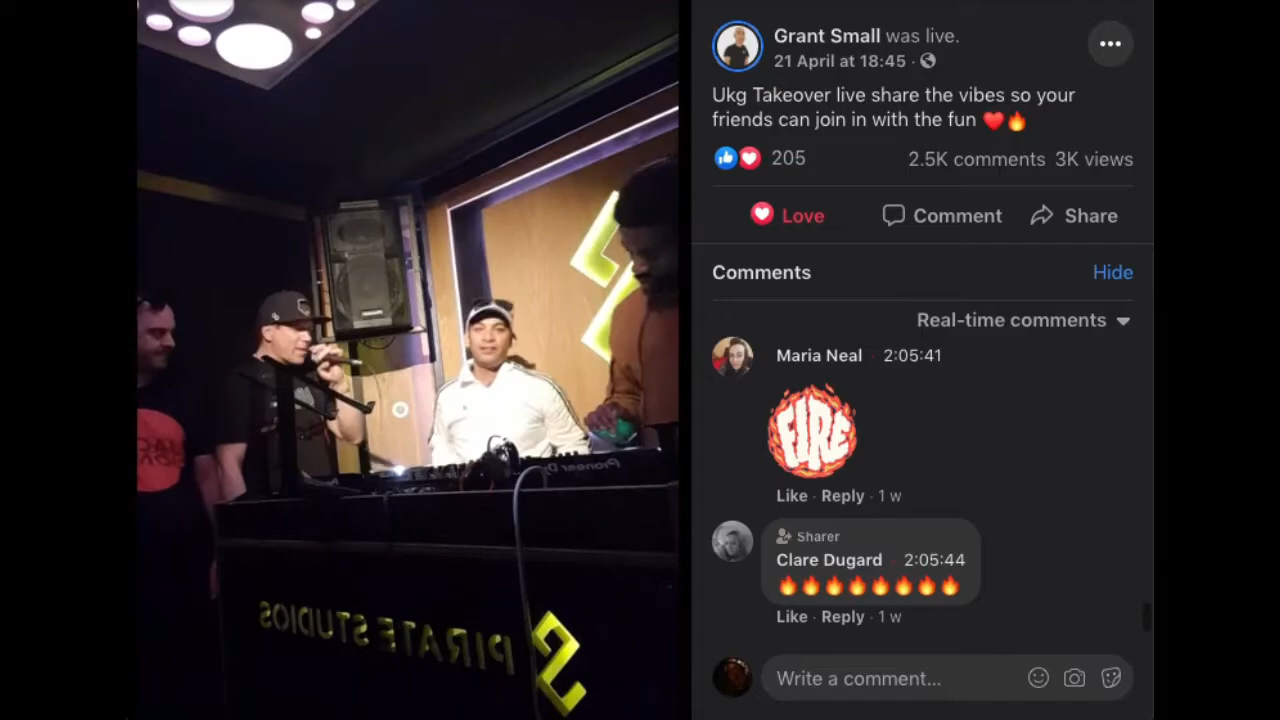 Grant Small was live.
21 April at 18:45 ·
Ukg Takeover live share the vibes so your
friends can join in with the fun ❤️🔥
205 2.5K comments 3K views
Love Comment Share
Comments Hide
Real-time comments
Maria Neal · 2:05:41
FIRE
Like · Reply · 1 w
Sharer
Clare Dugard · 2:05:44
🔥🔥🔥🔥🔥🔥🔥🔥
Like · Reply · 1 w
Write a comment...
Pioneer DJ
PIRATE STUDIOS